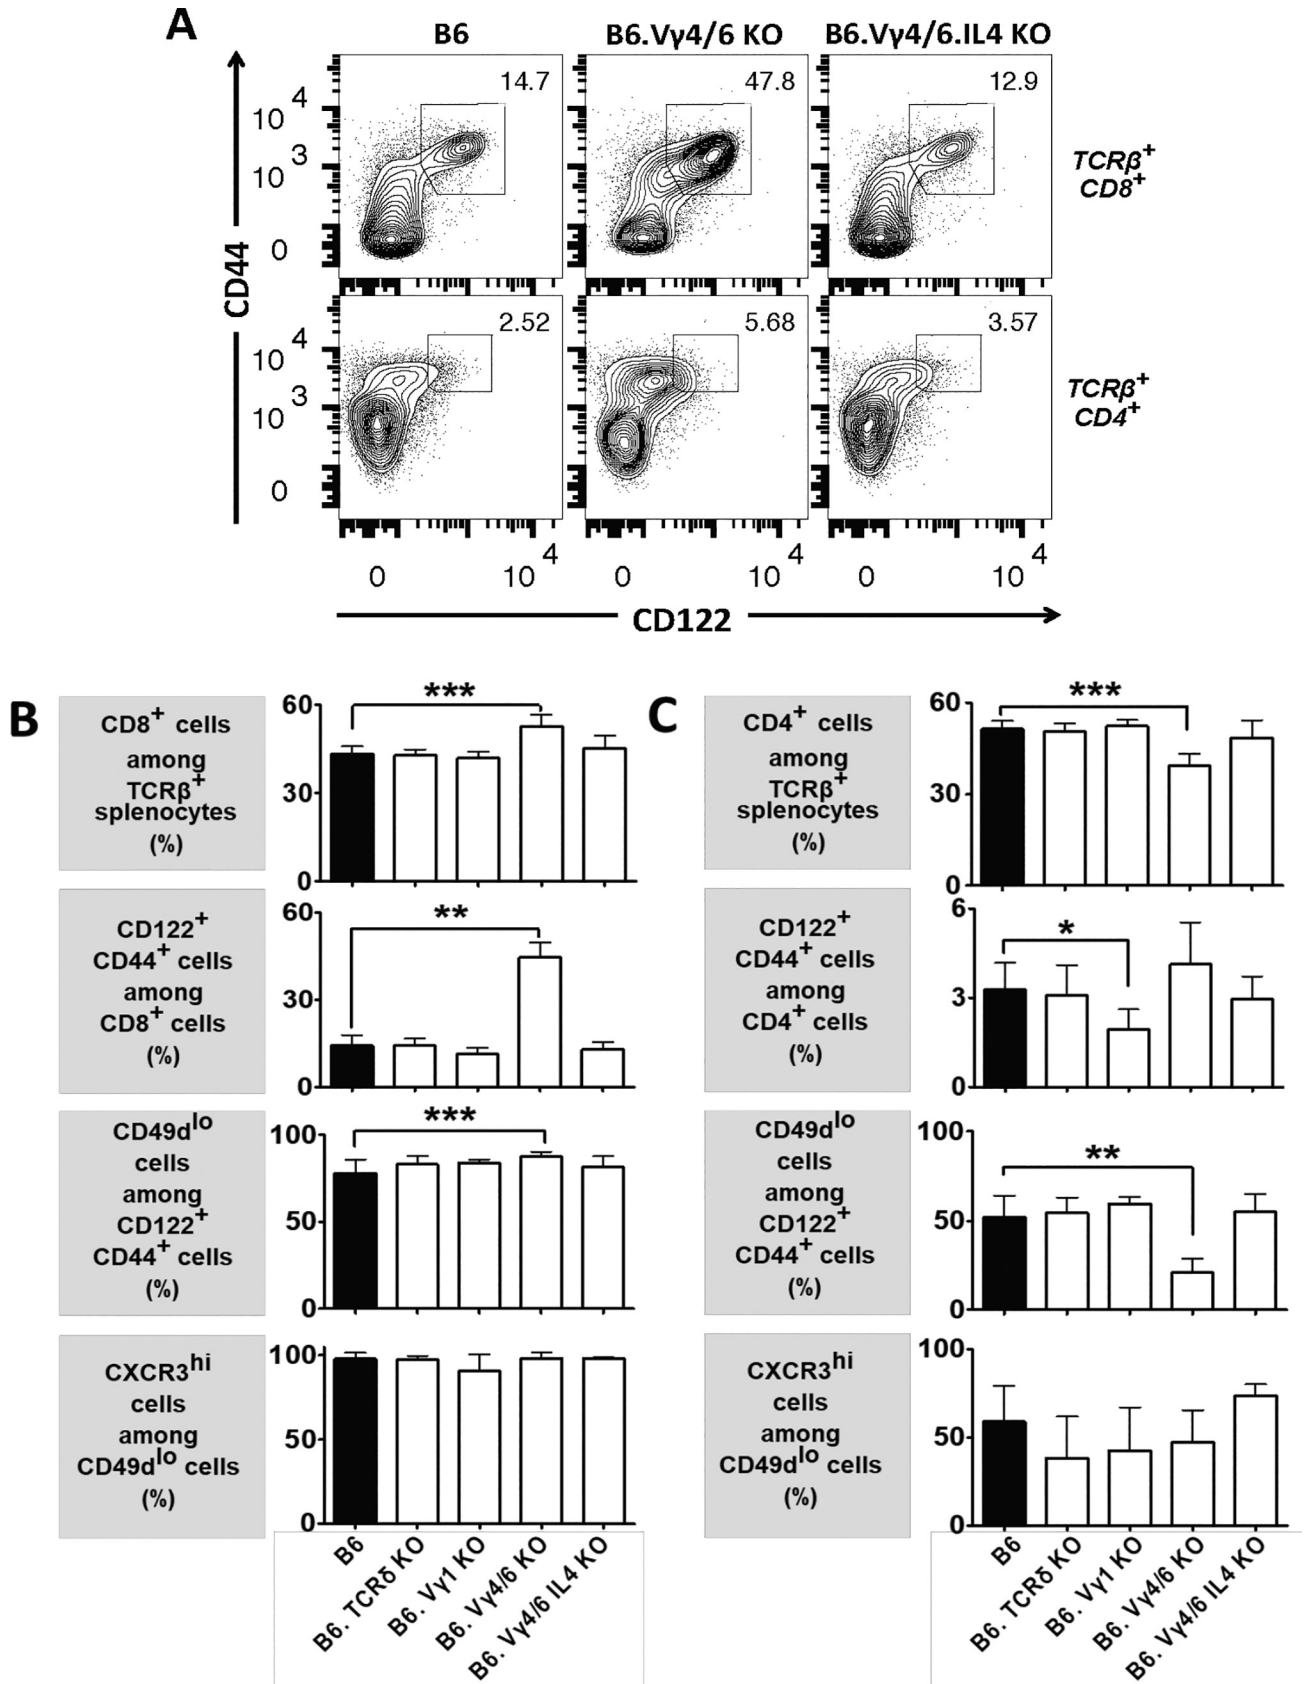 A
B6
B6.Vγ4/6 KO
B6.Vγ4/6.IL4 KO
14.7
47.8
12.9
10 4
10 3
0
TCRβ+
CD8+
CD44
2.52
5.68
3.57
10 4
10 3
0
TCRβ+
CD4+
0
10 4
0
10 4
0
10 4
CD122
B
CD8+ cells
among
TCRβ+
splenocytes
(%)
60
30
0
***
CD122+
CD44+ cells
among
CD8+ cells
(%)
60
30
0
**
CD49dlo
cells
among
CD122+
CD44+ cells
(%)
100
50
0
***
CXCR3hi
cells
among
CD49dlo cells
(%)
100
50
0
B6
B6. TCRδ KO
B6. Vγ1 KO
B6. Vγ4/6 KO
B6. Vγ4/6 IL4 KO
C
CD4+ cells
among
TCRβ+
splenocytes
(%)
60
30
0
***
CD122+
CD44+ cells
among
CD4+ cells
(%)
6
3
0
*
CD49dlo
cells
among
CD122+
CD44+ cells
(%)
100
50
0
**
CXCR3hi
cells
among
CD49dlo cells
(%)
100
50
0
B6
B6. TCRδ KO
B6. Vγ1 KO
B6. Vγ4/6 KO
B6. Vγ4/6 IL4 KO